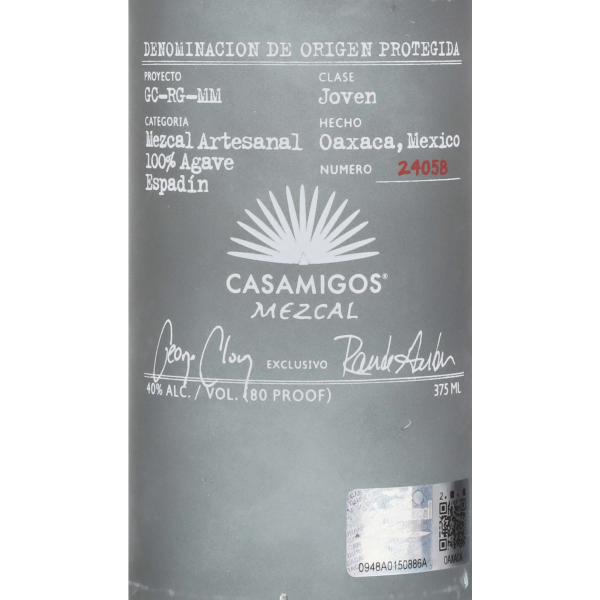 DENOMINACION DE ORIGEN PROTEGIDA
PROYECTO
GC-RG-MM
CLASE
Joven
CATEGORIA
Mezcal Artesanal
100% Agave
Espadín
HECHO
Oaxaca, Mexico
NUMERO 24058
CASAMIGOS®
MEZCAL
EXCLUSIVO
40% ALC. / VOL. (80 PROOF)
375 ML
0948A0150886A